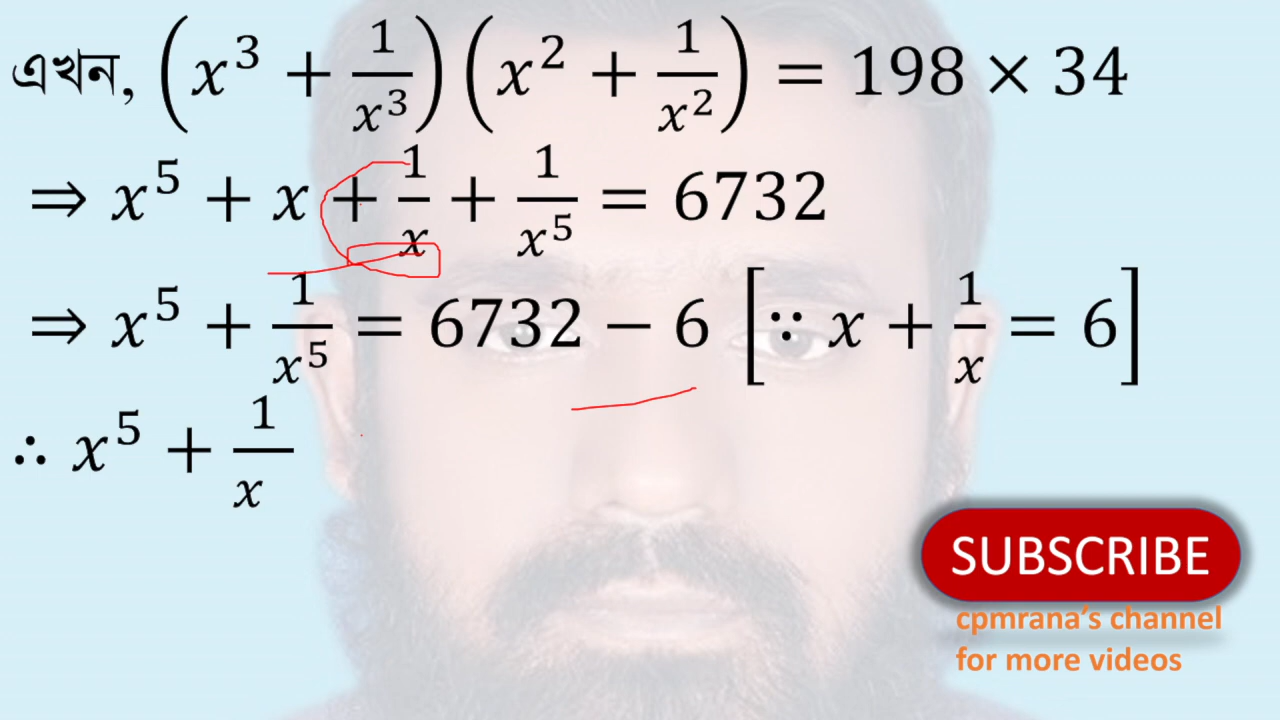 এখন, (x³ + 1/x³) (x² + 1/x²) = 198 × 34
⇒ x⁵ + x + 1/x + 1/x⁵ = 6732
⇒ x⁵ + 1/x⁵ = 6732 − 6 [∵ x + 1/x = 6]
∴ x⁵ + 1/x
SUBSCRIBE
cpmrana’s channel
for more videos